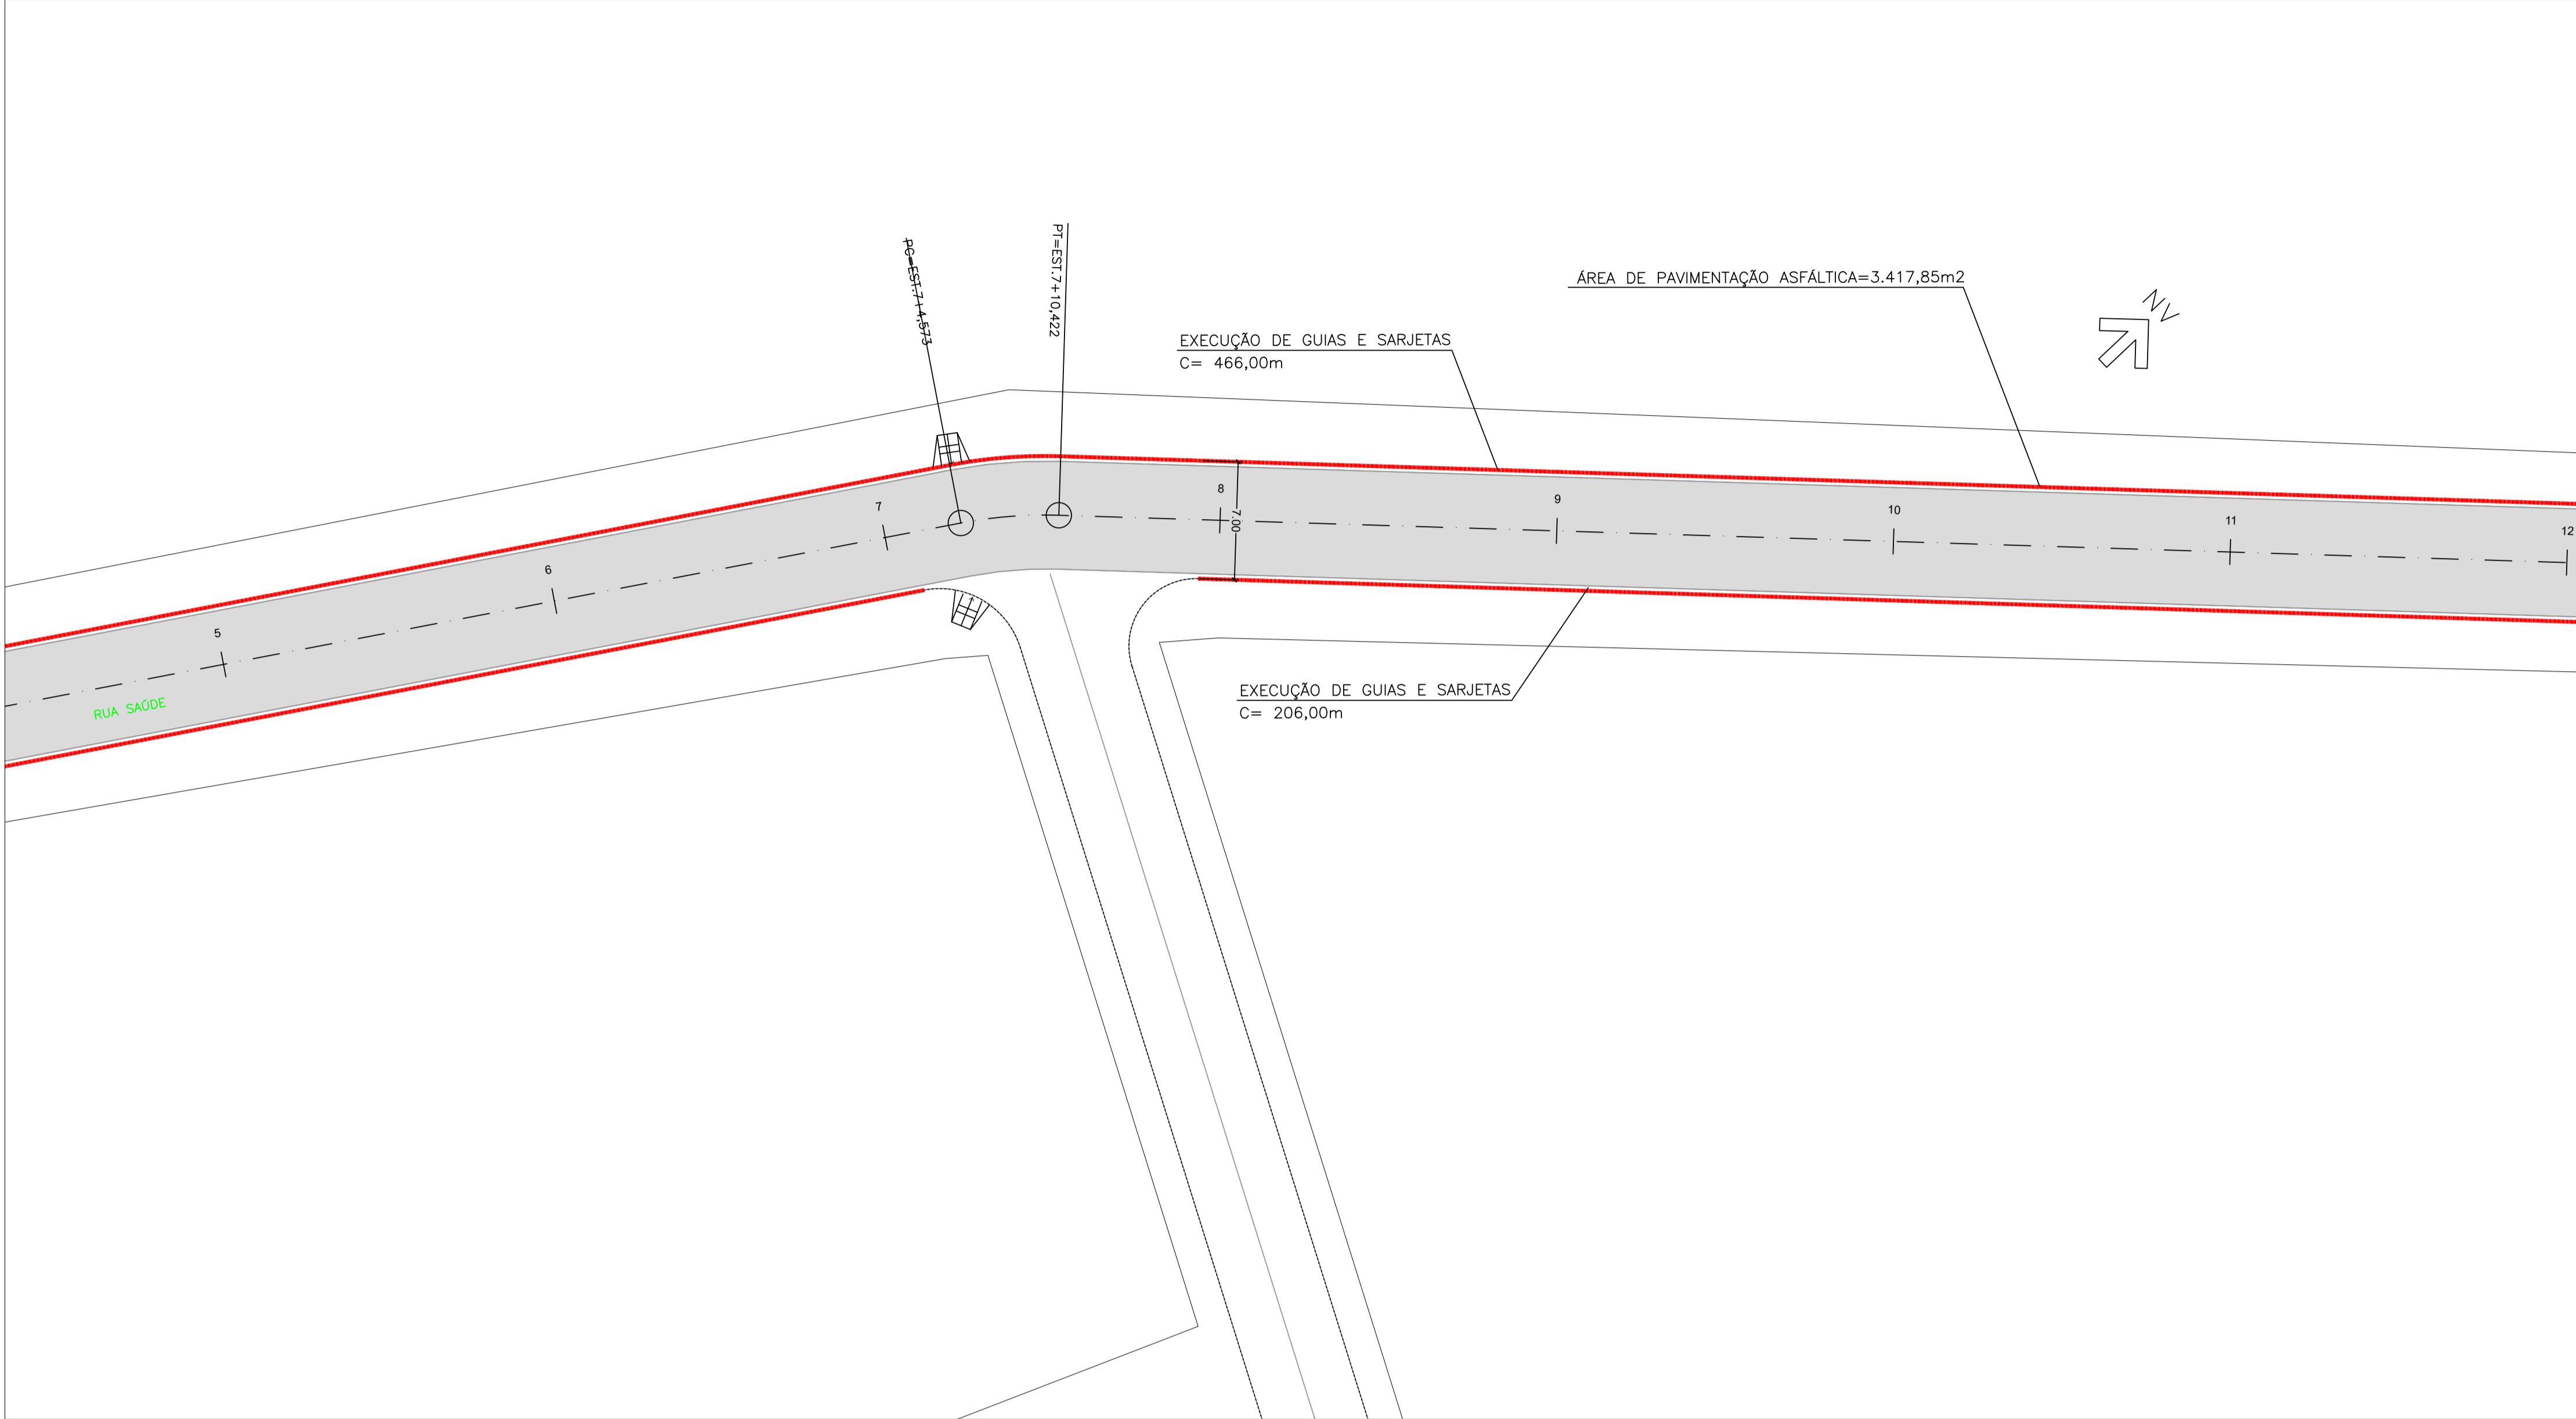 PC=EST.7+4,573
PT=EST.7+10,422
ÁREA DE PAVIMENTAÇÃO ASFÁLTICA=3.417,85m2
NV
EXECUÇÃO DE GUIAS E SARJETAS
C= 466,00m
5
6
7
8
9
10
11
12
7.00
RUA SAÚDE
EXECUÇÃO DE GUIAS E SARJETAS
C= 206,00m